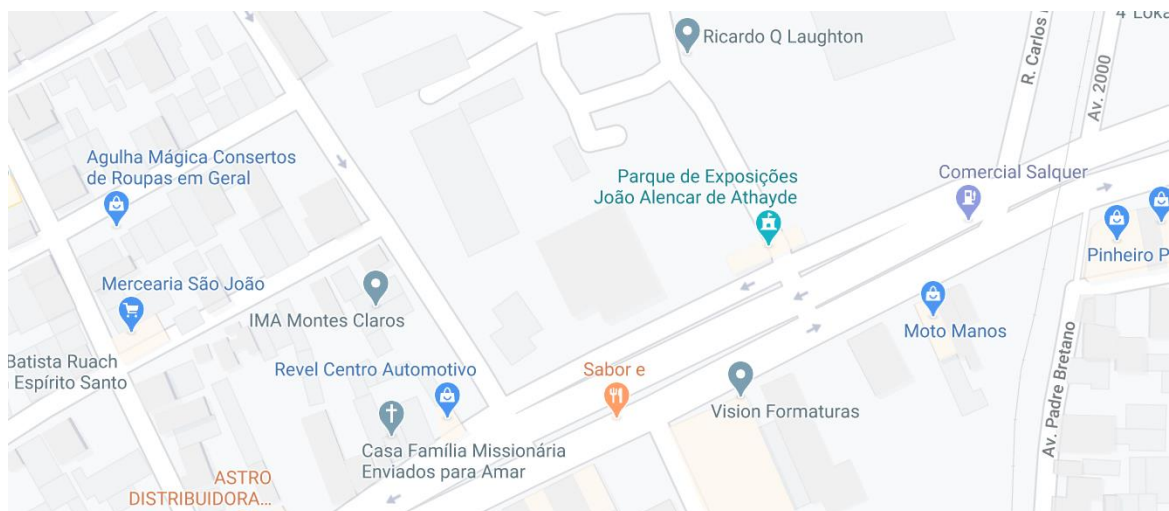 4 Loka
Ricardo Q Laughton
R. Carlos
Av. 2000
Agulha Mágica Consertos
de Roupas em Geral
Parque de Exposições
João Alencar de Athayde
Comercial Salquer
Pinheiro P
Mercearia São João
IMA Montes Claros
Moto Manos
Batista Ruach
Espírito Santo
Revel Centro Automotivo
Sabor e
Vision Formaturas
Av. Padre Bretano
Casa Família Missionária
Enviados para Amar
ASTRO
DISTRIBUIDORA...